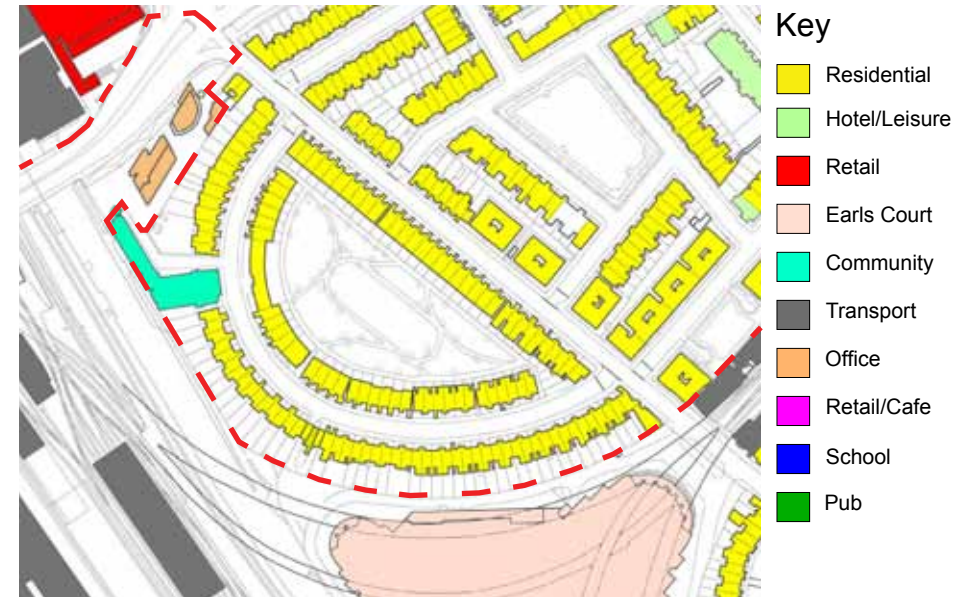 Key
Residential
Hotel/Leisure
Retail
Earls Court
Community
Transport
Office
Retail/Cafe
School
Pub